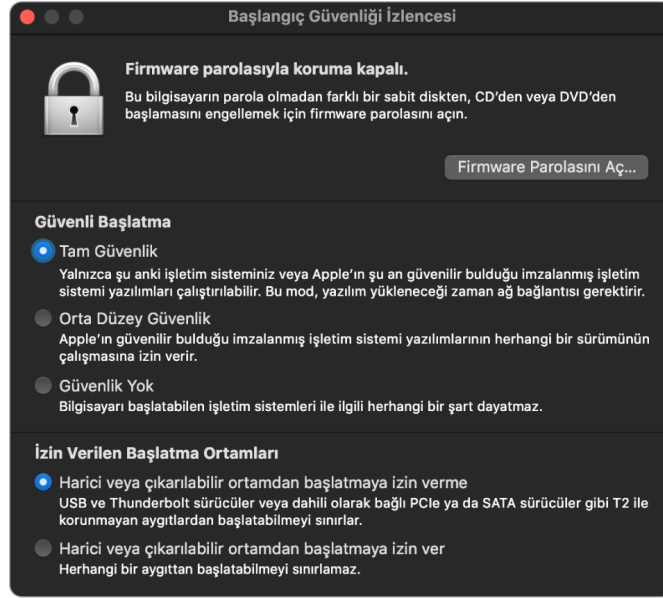 Başlangıç Güvenliği İzlencesi
Firmware parolasıyla koruma kapalı.
Bu bilgisayarın parola olmadan farklı bir sabit diskten, CD’den veya DVD’den
başlamasını engellemek için firmware parolasını açın.
Firmware Parolasını Aç...
Güvenli Başlatma
Tam Güvenlik
Yalnızca şu anki işletim sisteminiz veya Apple’ın şu an güvenilir bulduğu imzalanmış işletim
sistemi yazılımları çalıştırılabilir. Bu mod, yazılım yükleneceği zaman ağ bağlantısı gerektirir.
Orta Düzey Güvenlik
Apple’ın güvenilir bulduğu imzalanmış işletim sistemi yazılımlarının herhangi bir sürümünün
çalışmasına izin verir.
Güvenlik Yok
Bilgisayarı başlatabilen işletim sistemleri ile ilgili herhangi bir şart dayatmaz.
İzin Verilen Başlatma Ortamları
Harici veya çıkarılabilir ortamdan başlatmaya izin verme
USB ve Thunderbolt sürücüler veya dahili olarak bağlı PCIe ya da SATA sürücüler gibi T2 ile
korunmayan aygıtlardan başlatabilmeyi sınırlar.
Harici veya çıkarılabilir ortamdan başlatmaya izin ver
Herhangi bir aygıttan başlatabilmeyi sınırlamaz.